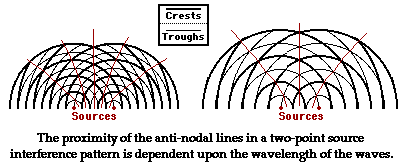 Crests
Troughs
Sources
Sources
The proximity of the anti-nodal lines in a two-point source
interference pattern is dependent upon the wavelength of the waves.